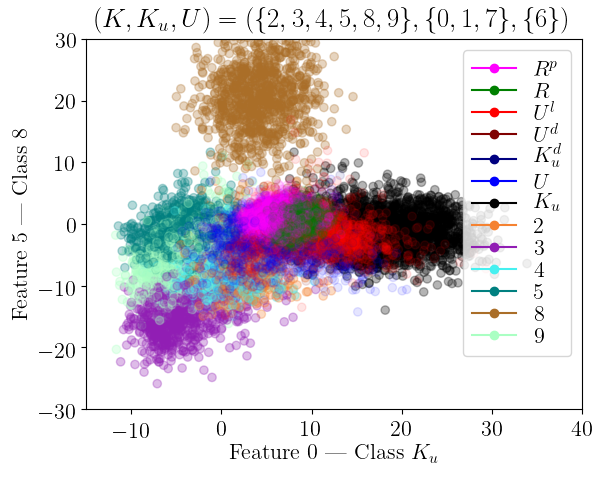 (K, K_u, U) = ({2, 3, 4, 5, 8, 9}, {0, 1, 7}, {6})
30
20
10
0
−10
−20
−30
Feature 5 — Class 8
−10
0
10
20
30
40
Feature 0 — Class K_u
R^p
R
U^l
U^d
K_u^d
U
K_u
2
3
4
5
8
9